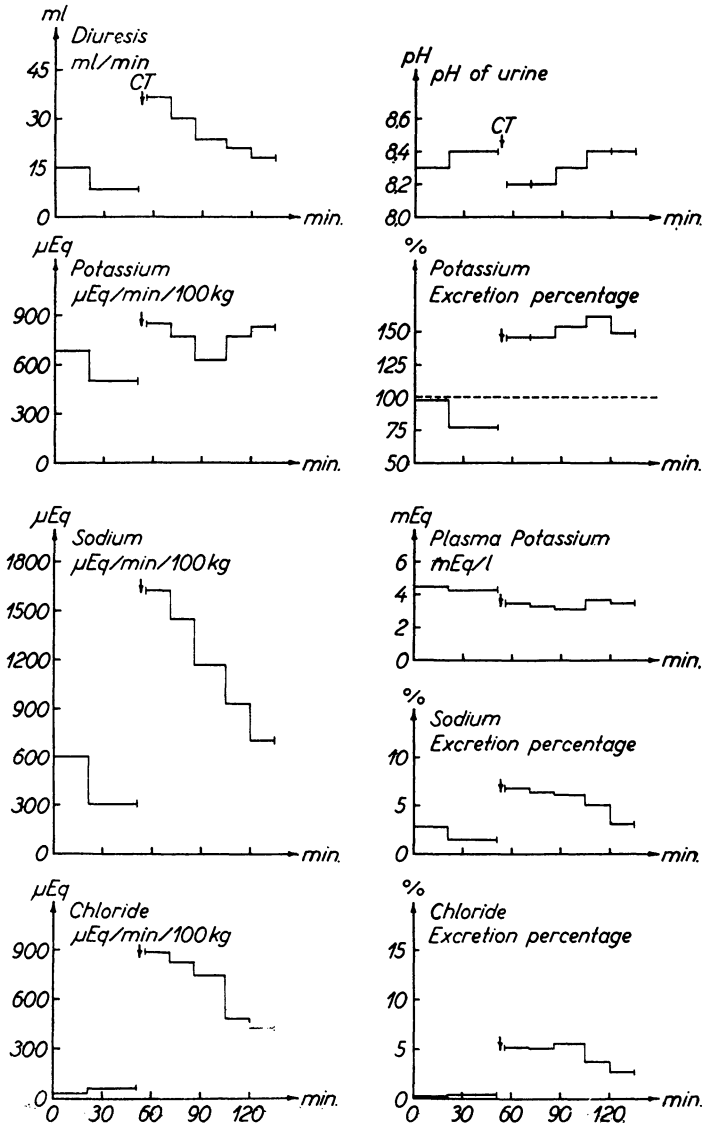 ml
Diuresis
ml/min
CT
45
30
15
0
min.
pH
pH of urine
CT
8,6
8,4
8,2
8,0
min.
µEq
Potassium
µEq/min/100kg
900
600
300
0
min.
%
Potassium
Excretion percentage
150
125
100
75
50
min.
µEq
Sodium
µEq/min/100kg
1800
1500
1200
900
600
300
0
min.
mEq
Plasma Potassium
mEq/l
6
4
2
0
min.
%
Sodium
Excretion percentage
10
5
0
min.
µEq
Chloride
µEq/min/100kg
900
600
300
0 30 60 90 120
min.
%
Chloride
Excretion percentage
15
10
5
0
0 30 60 90 120
min.